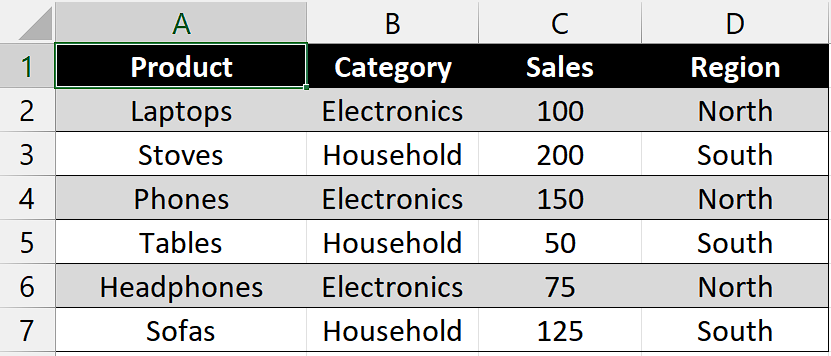 A B C D
1 Product Category Sales Region
2 Laptops Electronics 100 North
3 Stoves Household 200 South
4 Phones Electronics 150 North
5 Tables Household 50 South
6 Headphones Electronics 75 North
7 Sofas Household 125 South